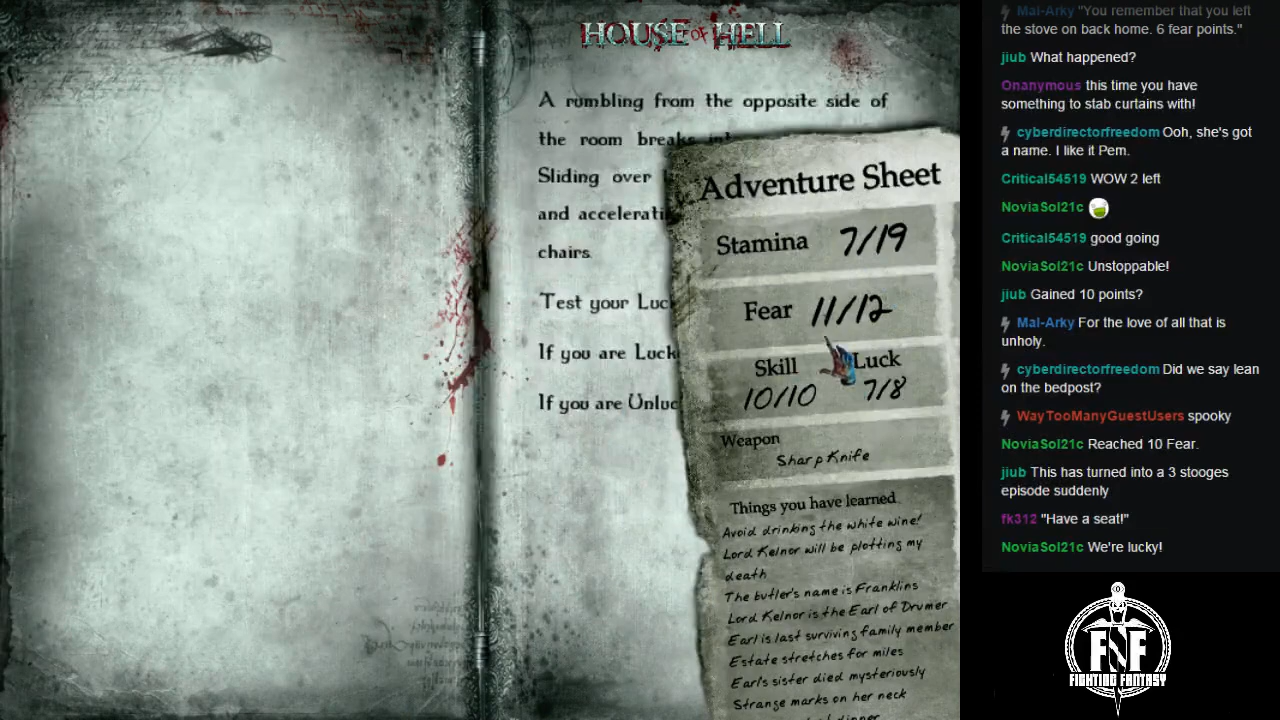 HOUSE OF HELL
A rumbling from the opposite side of
the room breaks
Sliding over
and
chairs.
Test your Luck
If you are
If you are
Adventure Sheet
Stamina 7/19
Fear 11/12
Skill Luck
10/10 7/8
Weapon
Sharp Knife
Things you have learned
Avoid drinking the white wine!
Lord Kelnor will be plotting my
death
The butler's name is Franklins
Lord Kelnor is the Earl of Drumer
Earl is last surviving family member
Estate stretches for miles
Earl's sister died mysteriously
Strange marks on her neck
dinner
Mal-Arky "You remember that you left
the stove on back home. 6 fear points."
jiub What happened?
Onanymous this time you have
something to stab curtains with!
cyberdirectorfreedom Ooh, she's got
a name. I like it Pem.
Critical54519 WOW 2 left
NoviaSol21c
Critical54519 good going
NoviaSol21c Unstoppable!
jiub Gained 10 points?
Mal-Arky For the love of all that is
unholy.
cyberdirectorfreedom Did we say lean
on the bedpost?
WayTooManyGuestUsers spooky
NoviaSol21c Reached 10 Fear.
jiub This has turned into a 3 stooges
episode suddenly
fk312 "Have a seat!"
NoviaSol21c We're lucky!
FF
FIGHTING FANTASY